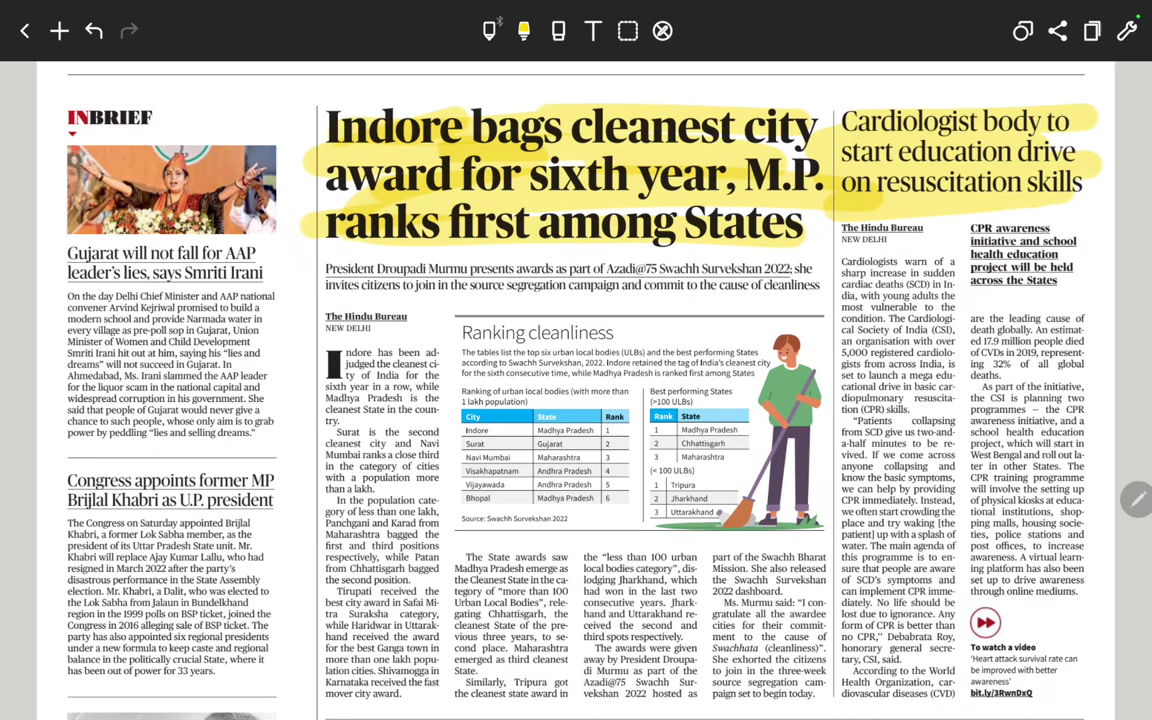 INBRIEF
Gujarat will not fall for AAP
leader's lies, says Smriti Irani
On the day Delhi Chief Minister and AAP national
convener Arvind Kejriwal promised to build a
modern school and provide Narmada water in
every village as pre-poll sop in Gujarat, Union
Minister of Women and Child Development
Smriti Irani hit out at him, saying his "lies and
dreams" will not succeed in Gujarat. In
Ahmedabad, Ms. Irani slammed the AAP leader
for the liquor scam in the national capital and
widespread corruption in his government. She
said that people of Gujarat would never give a
chance to such people, whose only aim is to grab
power by peddling "lies and selling dreams".
Congress appoints former MP
Brijlal Khabri as U.P. president
The Congress on Saturday appointed Brijlal
Khabri, a former Lok Sabha member, as the
president of its Uttar Pradesh State unit. Mr.
Khabri will replace Ajay Kumar Lallu, who had
resigned in March 2022 after the party's
disastrous performance in the State Assembly
election. Mr. Khabri, a Dalit, who was elected to
the Lok Sabha from Jalaun in Bundelkhand
region in the 1999 polls on BSP ticket, joined the
Congress in 2016 alleging sale of BSP ticket. The
party has also appointed six regional presidents
under a new formula to keep caste and regional
balance in the politically crucial State, where it
has been out of power for 33 years.
Indore bags cleanest city
award for sixth year, M.P.
ranks first among States
President Droupadi Murmu presents awards as part of Azadi@75 Swachh Survekshan 2022; she
invites citizens to join in the source segregation campaign and commit to the cause of cleanliness
The Hindu Bureau
NEW DELHI
Indore has been ad-
judged the cleanest ci-
ty of India for the
sixth year in a row, while
Madhya Pradesh is the
cleanest State in the coun-
try.
Surat is the second
cleanest city and Navi
Mumbai ranks a close third
in the category of cities
with a population more
than a lakh.
In the population cate-
gory of less than one lakh,
Panchgani and Karad from
Maharashtra bagged the
first and third positions
respectively, while Patan
from Chhattisgarh bagged
the second position.
Tirupati received the
best city award in Safai Mi-
tra Suraksha category,
while Haridwar in Uttarak-
hand received the award
for the best Ganga town in
more than one lakh popu-
lation cities. Shivamogga in
Karnataka received the fast
mover city award.
Ranking cleanliness
The tables list the top six urban local bodies (ULBs) and the best performing States
according to Swachh Survekshan, 2022. Indore retained the tag of India's cleanest city
for the sixth consecutive time, while Madhya Pradesh is ranked first among States
Ranking of urban local bodies (with more than
1 lakh population)
City State Rank
Indore Madhya Pradesh 1
Surat Gujarat 2
Navi Mumbai Maharashtra 3
Visakhapatnam Andhra Pradesh 4
Vijayawada Andhra Pradesh 5
Bhopal Madhya Pradesh 6
Source: Swachh Survekshan 2022
Best performing States
(>100 ULBs)
Rank State
1 Madhya Pradesh
2 Chhattisgarh
3 Maharashtra
(< 100 ULBs)
1 Tripura
2 Jharkhand
3 Uttarakhand
The State awards saw
Madhya Pradesh emerge as
the Cleanest State in the ca-
tegory of "more than 100
Urban Local Bodies", rele-
gating Chhattisgarh, the
cleanest State of the pre-
vious three years, to se-
cond place. Maharashtra
emerged as third cleanest
State.
Similarly, Tripura got
the cleanest state award in
the "less than 100 urban
local bodies category", dis-
lodging Jharkhand, which
had won in the last two
consecutive years. Jhark-
hand and Uttarakhand re-
ceived the second and
third spots respectively.
The awards were given
away by President Droupa-
di Murmu as part of the
Azadi@75 Swachh Sur-
vekshan 2022 hosted as
part of the Swachh Bharat
Mission. She also released
the Swachh Survekshan
2022 dashboard.
Ms. Murmu said: "I con-
gratulate all the awardee
cities for their commit-
ment to the cause of
Swachhata (cleanliness)".
She exhorted the citizens
to join in the three-week
source segregation cam-
paign set to begin today.
Cardiologist body to
start education drive
on resuscitation skills
The Hindu Bureau
NEW DELHI
Cardiologists warn of a
sharp increase in sudden
cardiac deaths (SCD) in In-
dia, with young adults the
most vulnerable to the
condition. The Cardiologi-
cal Society of India (CSI),
an organisation with over
5,000 registered cardiolo-
gists from across India, is
set to launch a mega edu-
cational drive in basic car-
diopulmonary resuscita-
tion (CPR) skills.
"Patients collapsing
from SCD give us two-and-
a-half minutes to be re-
vived. If we come across
anyone collapsing and
know the basic symptoms,
we can help by providing
CPR immediately. Instead,
we often start crowding the
place and try waking [the
patient] up with a splash of
water. The main agenda of
this programme is to en-
sure that people are aware
of SCD's symptoms and
can implement CPR imme-
diately. No life should be
lost due to ignorance. Any
form of CPR is better than
no CPR," Debabrata Roy,
honorary general secre-
tary, CSI, said.
According to the World
Health Organization, car-
diovascular diseases (CVD)
CPR awareness
initiative and school
health education
project will be held
across the States
are the leading cause of
death globally. An estimat-
ed 17.9 million people died
of CVDs in 2019, represent-
ing 32% of all global
deaths.
As part of the initiative,
the CSI is planning two
programmes – the CPR
awareness initiative, and a
school health education
project, which will start in
West Bengal and roll out la-
ter in other States. The
CPR training programme
will involve the setting up
of physical kiosks at educa-
tional institutions, shop-
ping malls, housing socie-
ties, police stations and
post offices, to increase
awareness. A virtual learn-
ing platform has also been
set up to drive awareness
through online mediums.
To watch a video
'Heart attack survival rate can
be improved with better
awareness'
bit.ly/3RwnDxQ